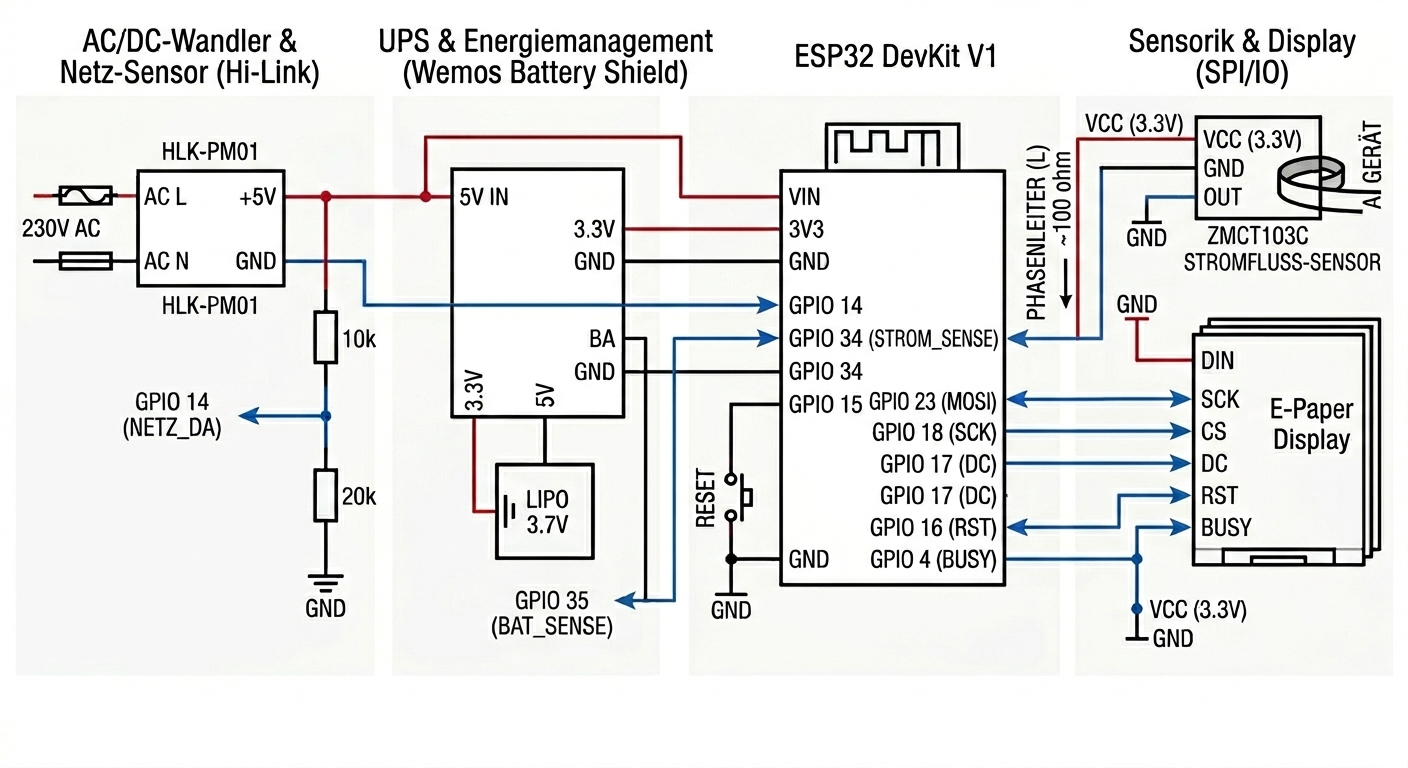 AC/DC-Wandler &
Netz-Sensor (Hi-Link)
UPS & Energiemanagement
(Wemos Battery Shield)
ESP32 DevKit V1
Sensorik & Display
(SPI/IO)
HLK-PM01
AC L
+5V
230V AC
AC N
GND
HLK-PM01
10k
GPIO 14
(NETZ_DA)
20k
GND
5V IN
3.3V
GND
BA
GND
3.3V
5V
LIPO
3.7V
GPIO 35
(BAT_SENSE)
VIN
3V3
GND
GPIO 14
GPIO 34 (STROM_SENSE)
GPIO 34
GPIO 15
GPIO 23 (MOSI)
GPIO 18 (SCK)
GPIO 17 (DC)
GPIO 17 (DC)
GPIO 16 (RST)
GND
GPIO 4 (BUSY)
RESET
GND
PHASENLEITER (L)
~100 ohm
VCC (3.3V)
VCC (3.3V)
GND
OUT
GND
AI GERÄT
ZMCT103C
STROMFLUSS-SENSOR
GND
DIN
SCK
CS
DC
RST
BUSY
E-Paper
Display
VCC (3.3V)
GND